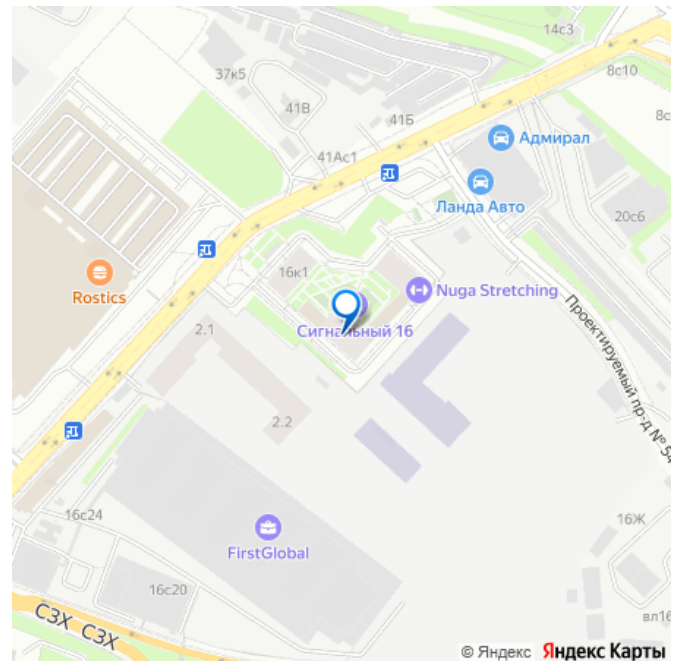 14с3
37к5
8с10
41В
41Б
8с
Адмирал
41Ас1
Ланда Авто
20с6
16к1
Rostics
Nuga Stretching
Сигнальный 16
2.1
Проектируемый пр-д № 54
2.2
16с24
16Ж
FirstGlobal
16с20
вл16
СЗХ СЗХ
© Яндекс Яндекс Карты